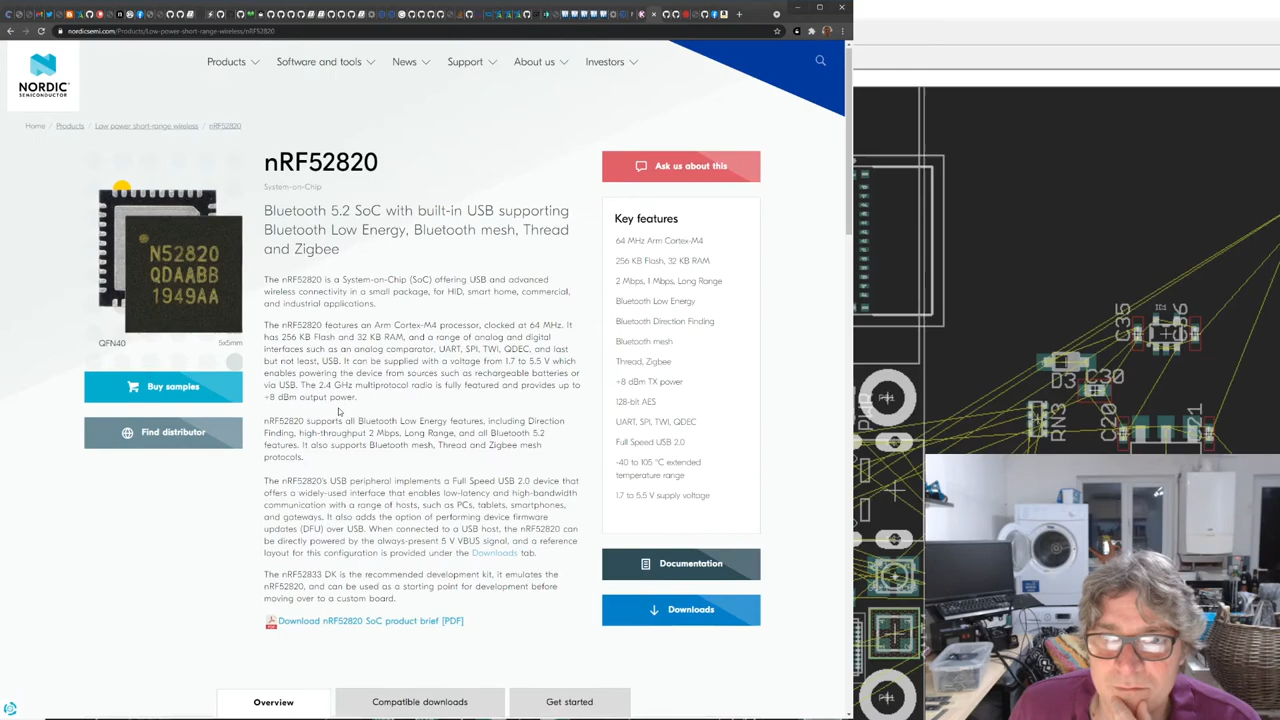 nordicsemi.com/Products/Low-power-short-range-wireless/nRF52820
NORDIC
SEMICONDUCTOR
Products
Software and tools
News
Support
About us
Investors
Home / Products / Low power short-range wireless / nRF52820
nRF52820
System-on-Chip
Bluetooth 5.2 SoC with built-in USB supporting
Bluetooth Low Energy, Bluetooth mesh, Thread
and Zigbee
N52820
QDAABB
1949AA
QFN40
5x5mm
Buy samples
Find distributor
The nRF52820 is a System-on-Chip (SoC) offering USB and advanced
wireless connectivity in a small package, for HID, smart home, commercial,
and industrial applications.
The nRF52820 features an Arm Cortex-M4 processor, clocked at 64 MHz. It
has 256 KB Flash and 32 KB RAM, and a range of analog and digital
interfaces such as an analog comparator, UART, SPI, TWI, QDEC, and last
but not least, USB. It can be supplied with a voltage from 1.7 to 5.5 V which
enables powering the device from sources such as rechargeable batteries or
via USB. The 2.4 GHz multiprotocol radio is fully featured and provides up to
+8 dBm output power.
nRF52820 supports all Bluetooth Low Energy features, including Direction
Finding, high-throughput 2 Mbps, Long Range, and all Bluetooth 5.2
features. It also supports Bluetooth mesh, Thread and Zigbee mesh
protocols.
The nRF52820's USB peripheral implements a Full Speed USB 2.0 device that
offers a widely-used interface that enables low-latency and high-bandwidth
communication with a range of hosts, such as PCs, tablets, smartphones,
and gateways. It also adds the option of performing device firmware
updates (DFU) over USB. When connected to a USB host, the nRF52820 can
be directly powered by the always-present 5 V VBUS signal, and a reference
layout for this configuration is provided under the Downloads tab.
The nRF52833 DK is the recommended development kit, it emulates the
nRF52820, and can be used as a starting point for development before
moving over to a custom board.
Download nRF52820 SoC product brief [PDF]
Ask us about this
Key features
64 MHz Arm Cortex-M4
256 KB Flash, 32 KB RAM
2 Mbps, 1 Mbps, Long Range
Bluetooth Low Energy
Bluetooth Direction Finding
Bluetooth mesh
Thread, Zigbee
+8 dBm TX power
128-bit AES
UART, SPI, TWI, QDEC
Full Speed USB 2.0
-40 to 105 °C extended
temperature range
1.7 to 5.5 V supply voltage
Documentation
Downloads
Overview
Compatible downloads
Get started
C35
IC1
D3
C30